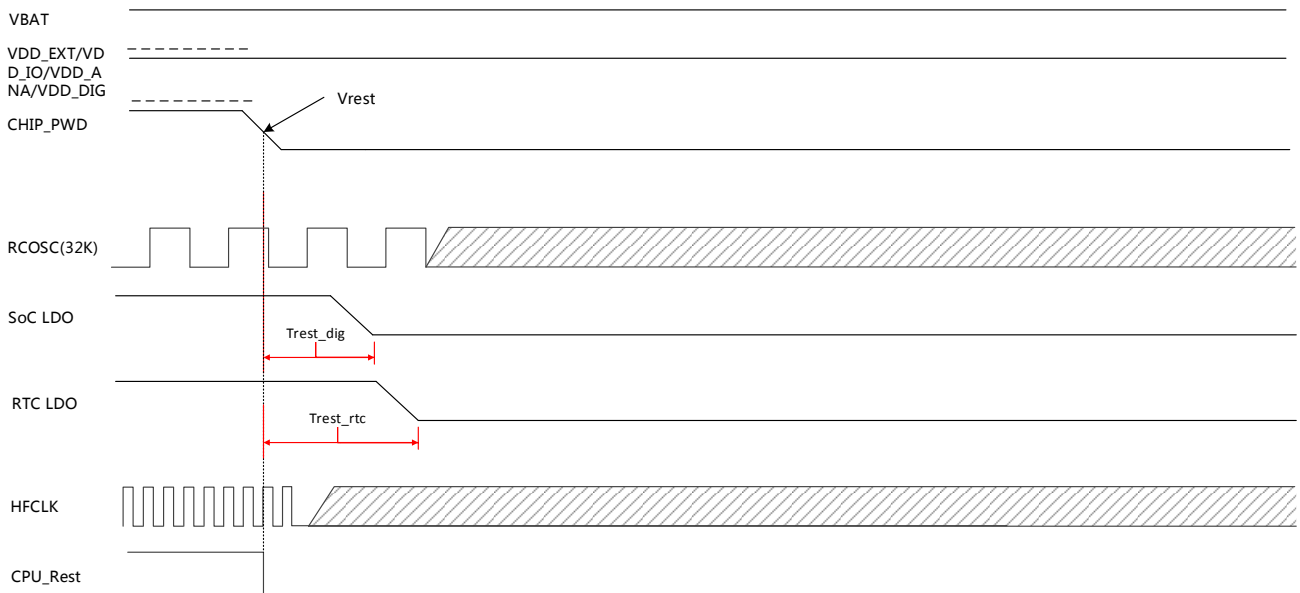 VBAT
VDD_EXT/VD
D_IO/VDD_A
NA/VDD_DIG
Vrest
CHIP_PWD
RCOSC(32K)
SoC LDO
Trest_dig
RTC LDO
Trest_rtc
HFCLK
CPU_Rest